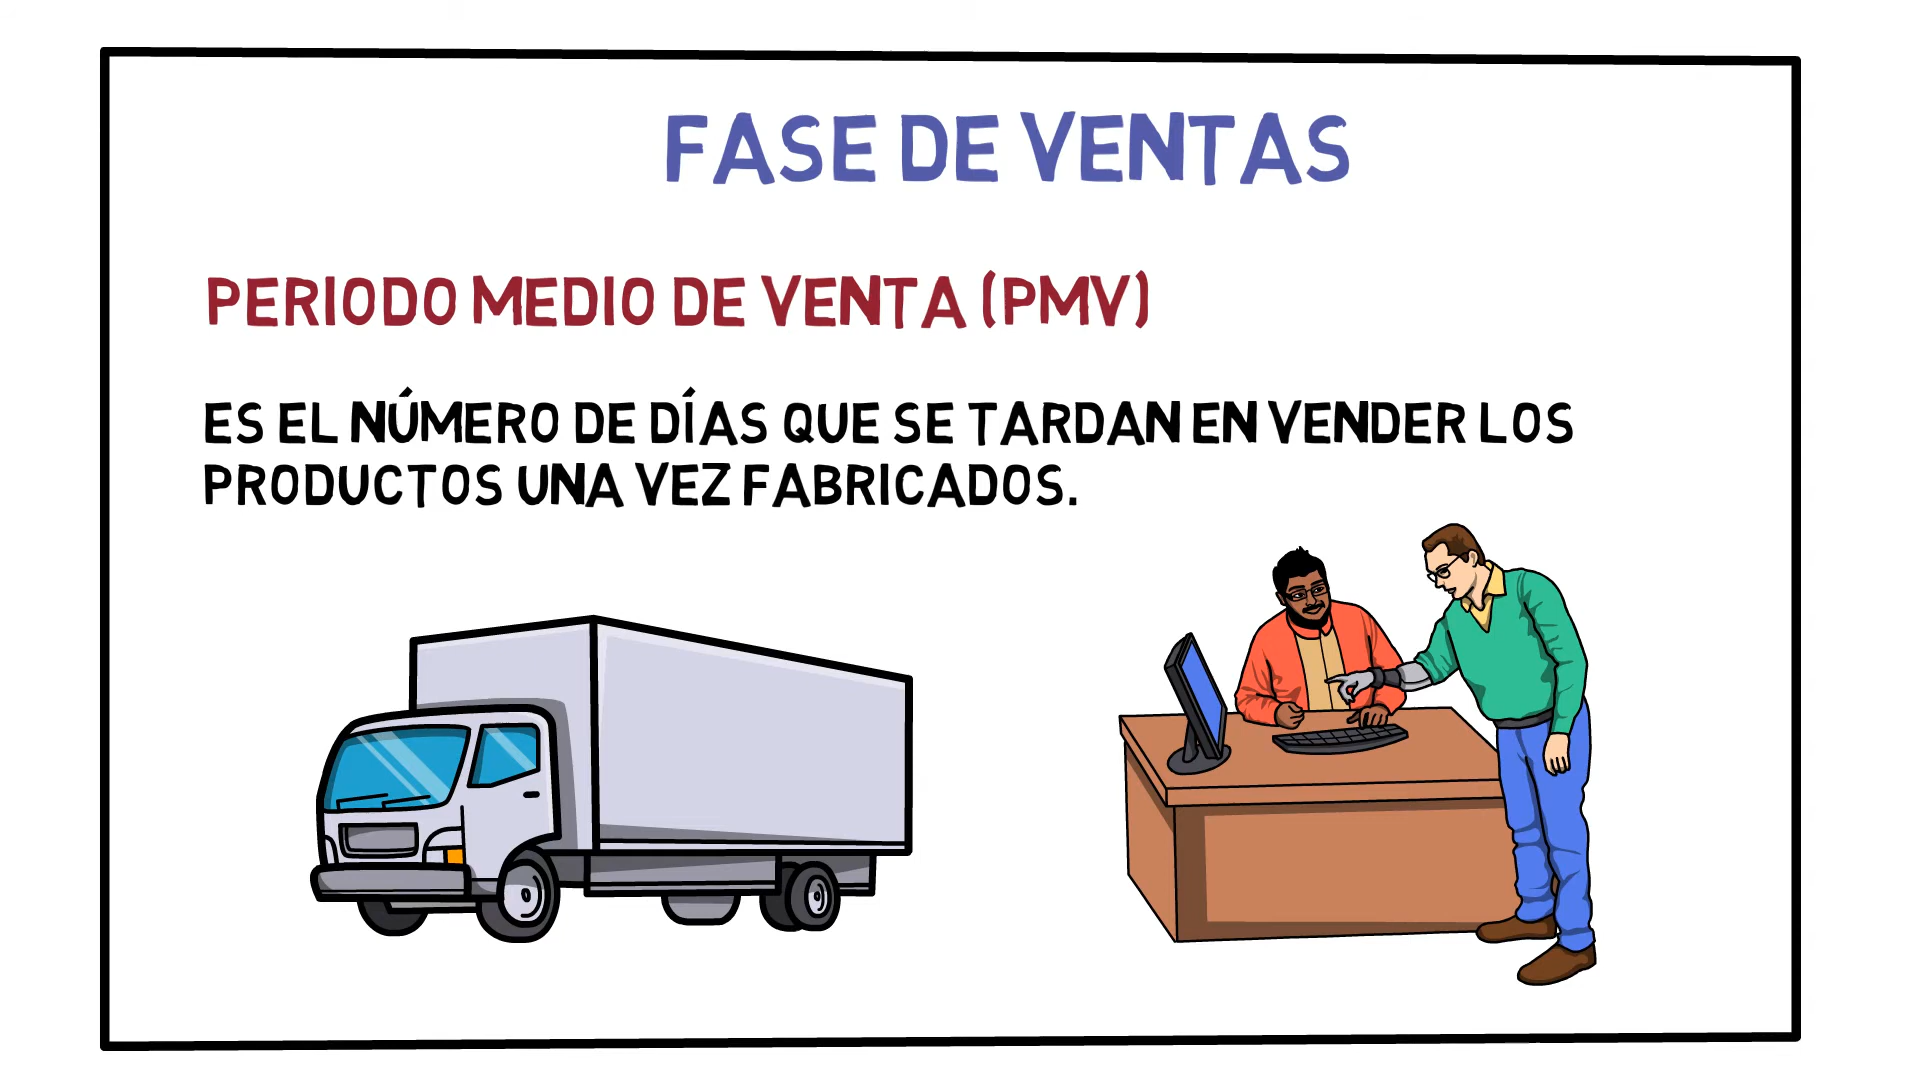 FASE DE VENTAS
PERIODO MEDIO DE VENTA (PMV)
ES EL NÚMERO DE DÍAS QUE SE TARDAN EN VENDER LOS
PRODUCTOS UNA VEZ FABRICADOS.